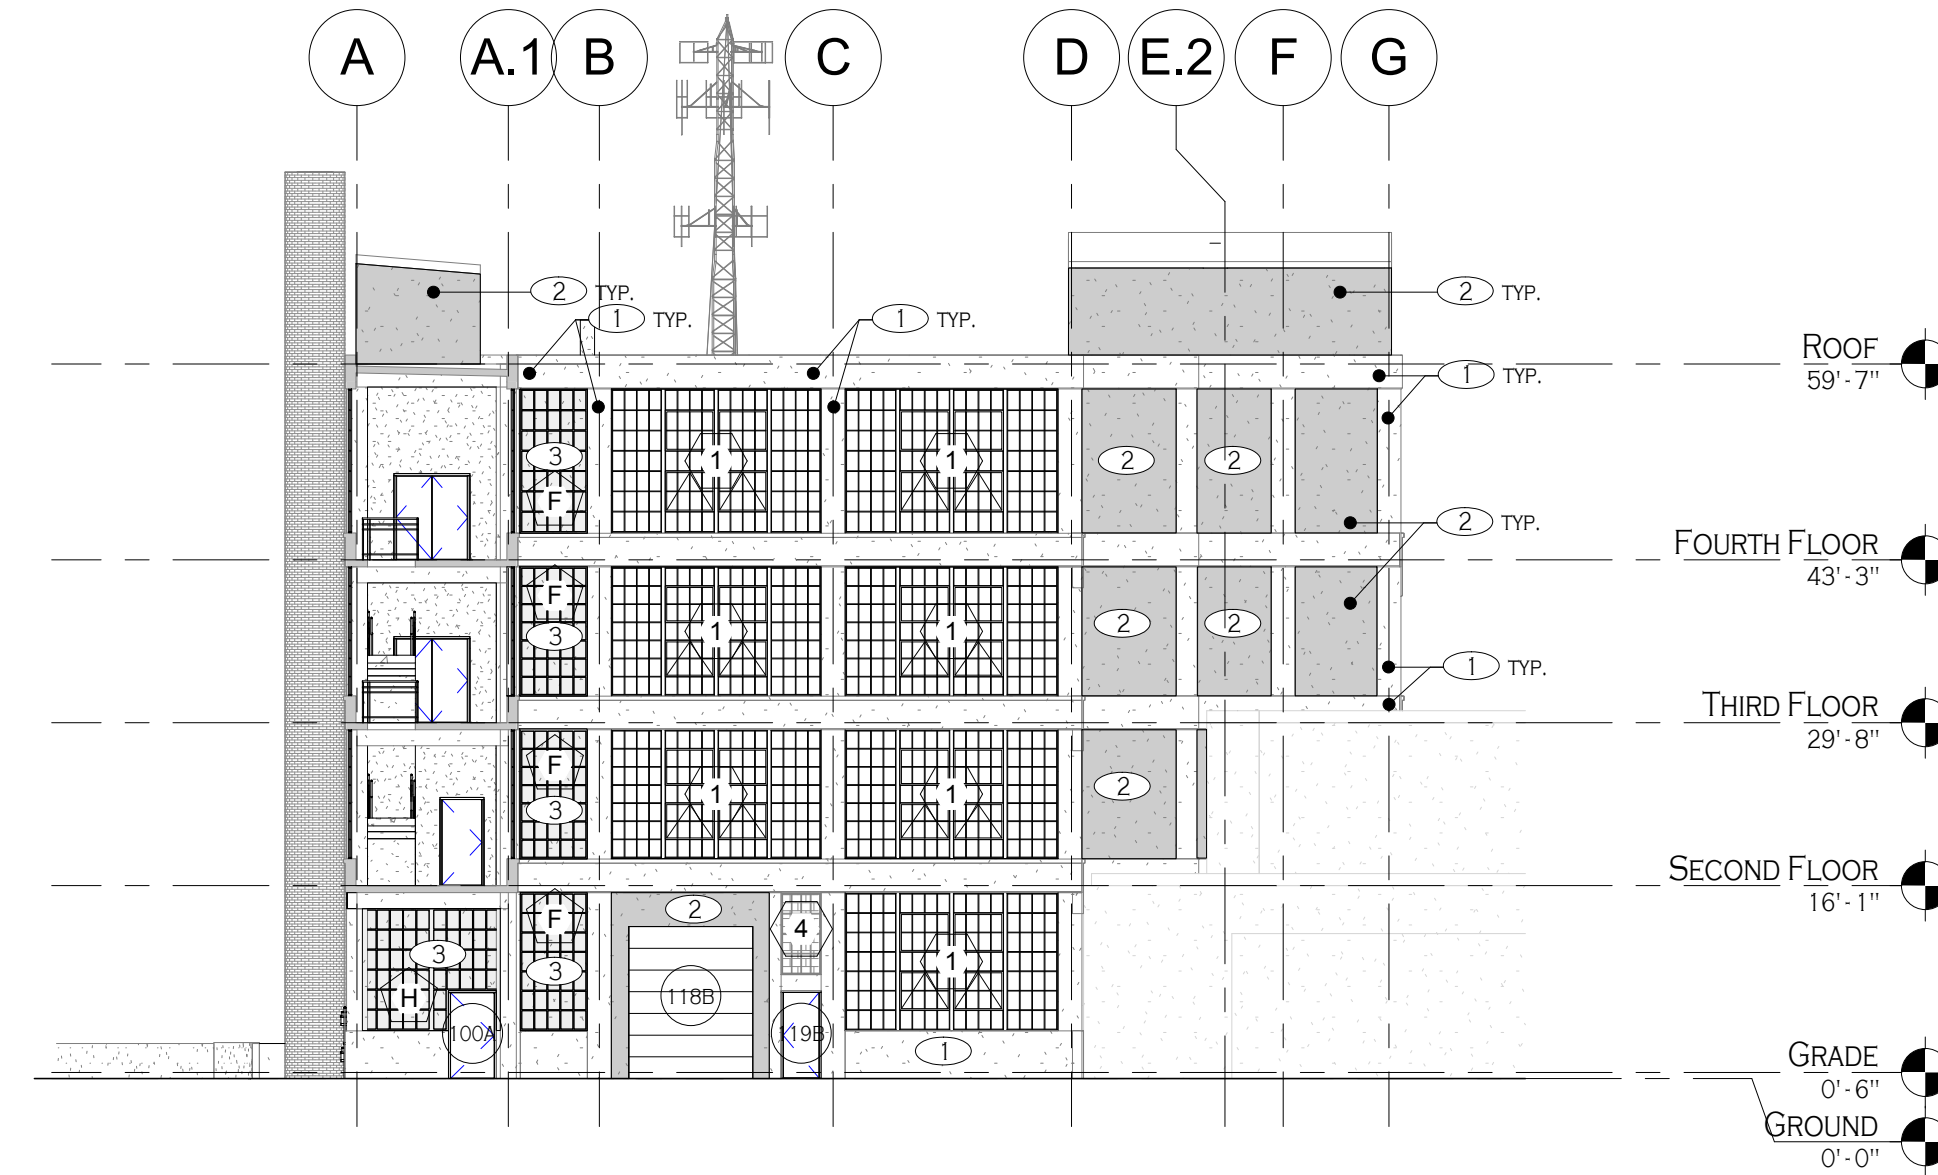 A A.1 B C D E.2 F G
2 TYP. 2 TYP.
1 TYP. 1 TYP.
ROOF
59'-7"
1 TYP.
3 1 1 2 2
F
2 TYP.
FOURTH FLOOR
43'-3"
F
3 1 1 2 2
1 TYP.
THIRD FLOOR
29'-8"
F
3 1 1 2
SECOND FLOOR
16'-1"
F 2 4
3 3 1
H 118B
100A 119B
1
GRADE
0'-6"
GROUND
0'-0"